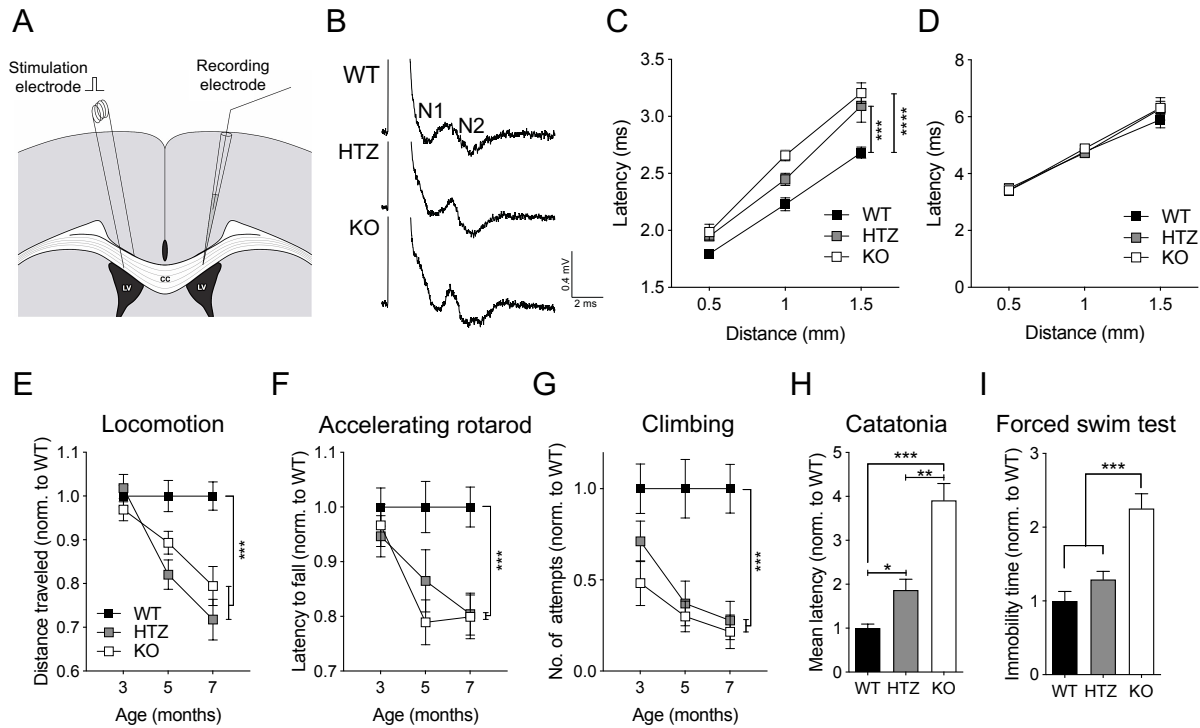 A
Stimulation
electrode
Recording
electrode
LV
CC
LV
B
WT
N1
N2
HTZ
KO
0.4 mV
2 ms
C
Latency (ms)
3.5
3.0
2.5
2.0
1.5
0.5
1
1.5
Distance (mm)
WT
HTZ
KO
***
****
D
Latency (ms)
8
6
4
2
0
0.5
1
1.5
Distance (mm)
WT
HTZ
KO
E
Locomotion
Distance traveled (norm. to WT)
1.1
1.0
0.9
0.8
0.7
0.6
3
5
7
Age (months)
WT
HTZ
KO
***
F
Accelerating rotarod
Latency to fall (norm. to WT)
1.1
1.0
0.9
0.8
0.7
3
5
7
Age (months)
***
G
Climbing
No. of attempts (norm. to WT)
1.0
0.5
0.0
3
5
7
Age (months)
***
H
Catatonia
Mean latency (norm. to WT)
5
4
3
2
1
0
WT
HTZ
KO
***
**
*
I
Forced swim test
Immobility time (norm. to WT)
3
2
1
0
WT
HTZ
KO
***